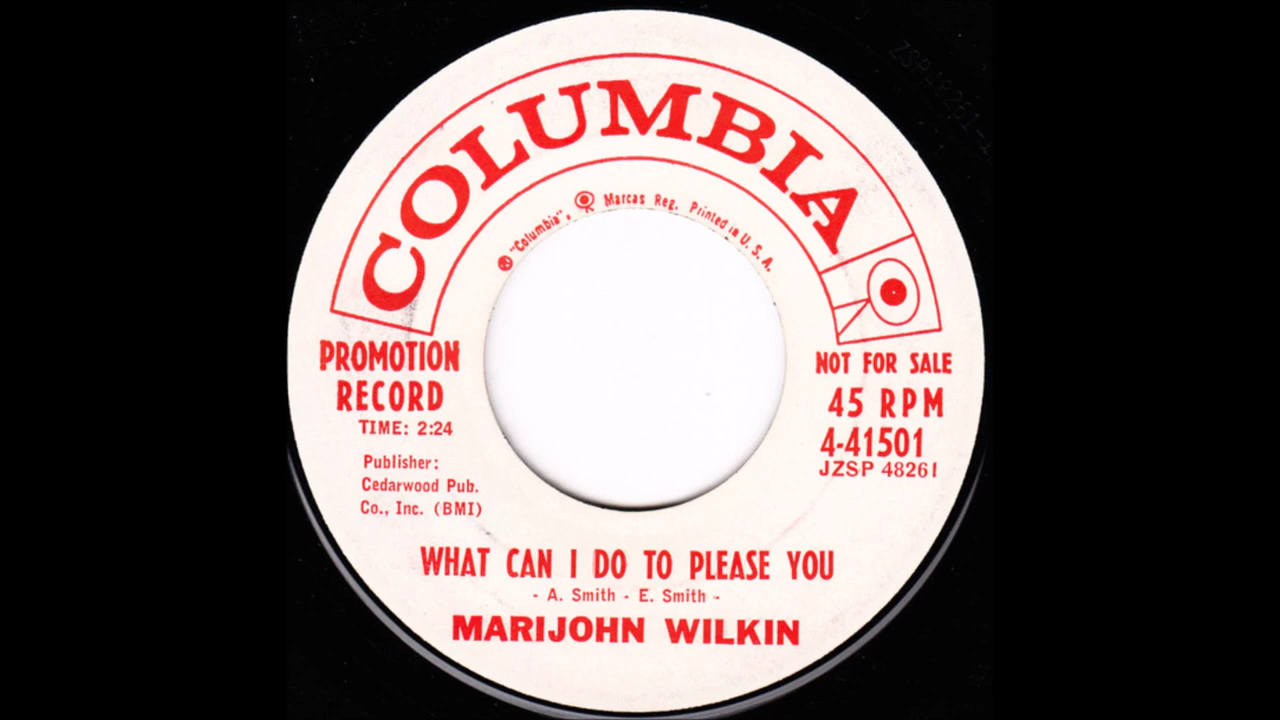 COLUMBIA
® "Columbia", Marcas Reg. Printed in U. S. A.
PROMOTION
RECORD
TIME: 2:24
Publisher:
Cedarwood Pub.
Co., Inc. (BMI)
NOT FOR SALE
45 RPM
4-41501
JZSP 48261
WHAT CAN I DO TO PLEASE YOU
- A. Smith - E. Smith -
MARIJOHN WILKIN